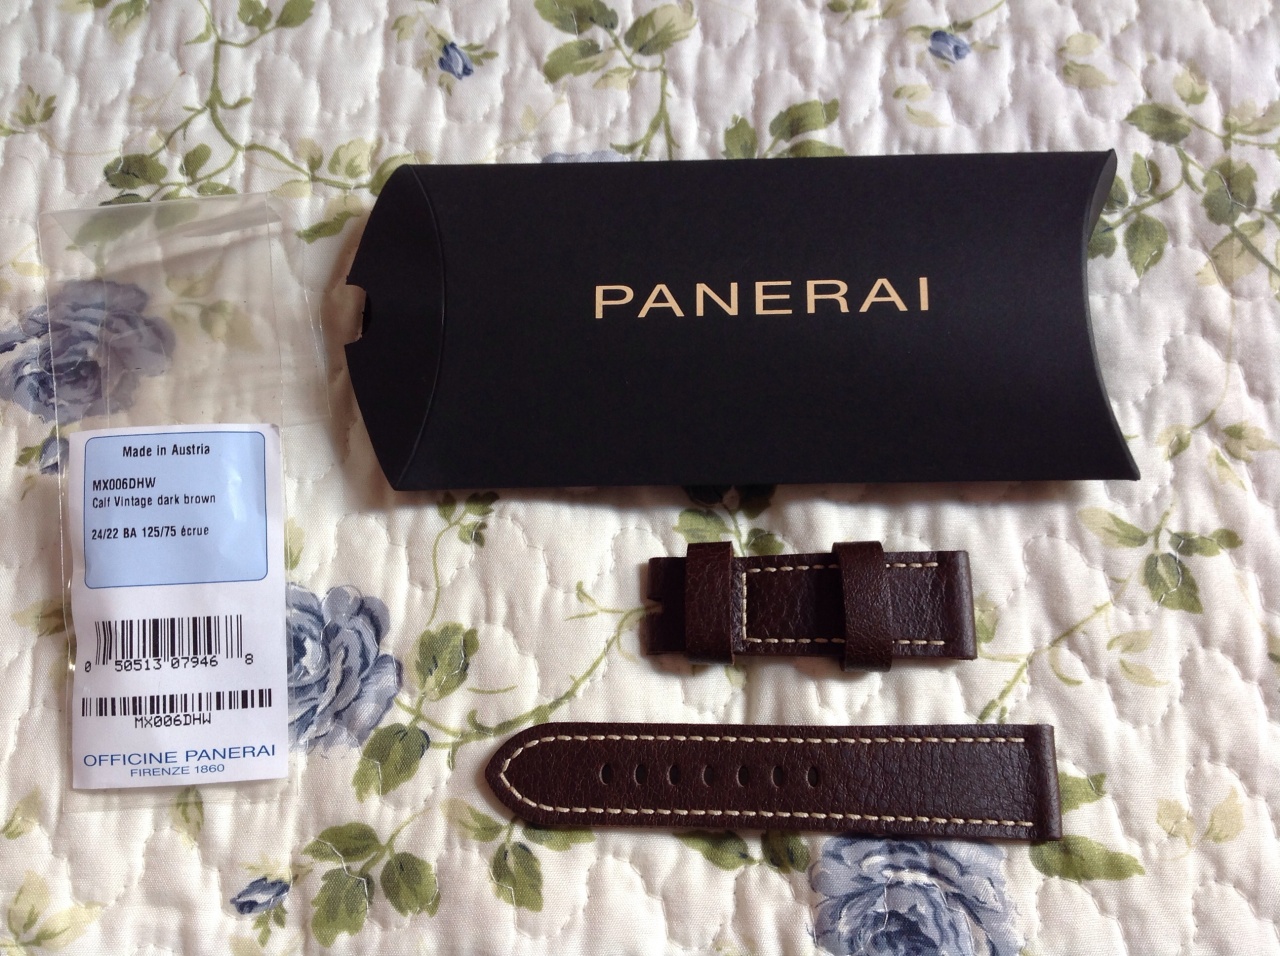 PANERAI
Made in Austria
MX006DHW
Calf Vintage dark brown
24/22 BA 125/75 écrue
0 50513 07946 8
MX006DHW
OFFICINE PANERAI
FIRENZE 1860